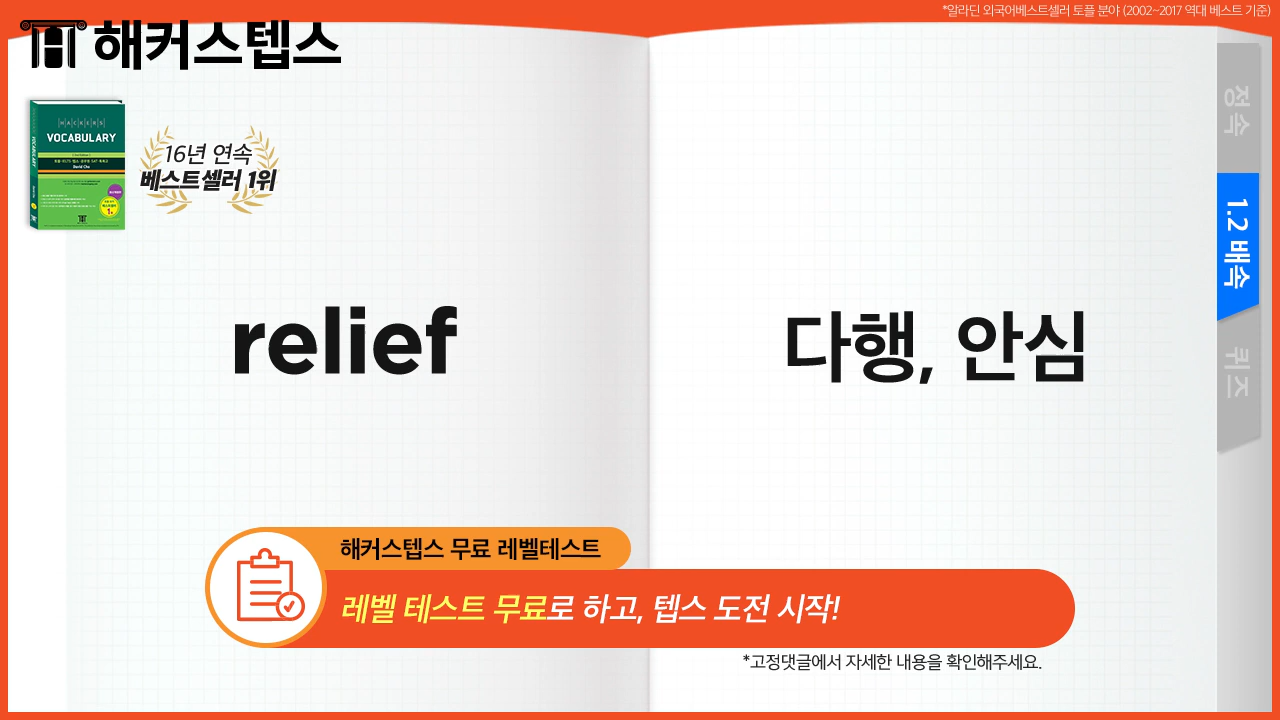 *알라딘 외국어베스트셀러 토플 분야 (2002~2017 역대 베스트 기준)
해커스텝스
HACKERS
VOCABULARY
David Cho
16년 연속
베스트셀러 1위
정속
1.2 배속
퀴즈
relief
다행, 안심
해커스텝스 무료 레벨테스트
레벨 테스트 무료로 하고, 텝스 도전 시작!
*고정댓글에서 자세한 내용을 확인해주세요.